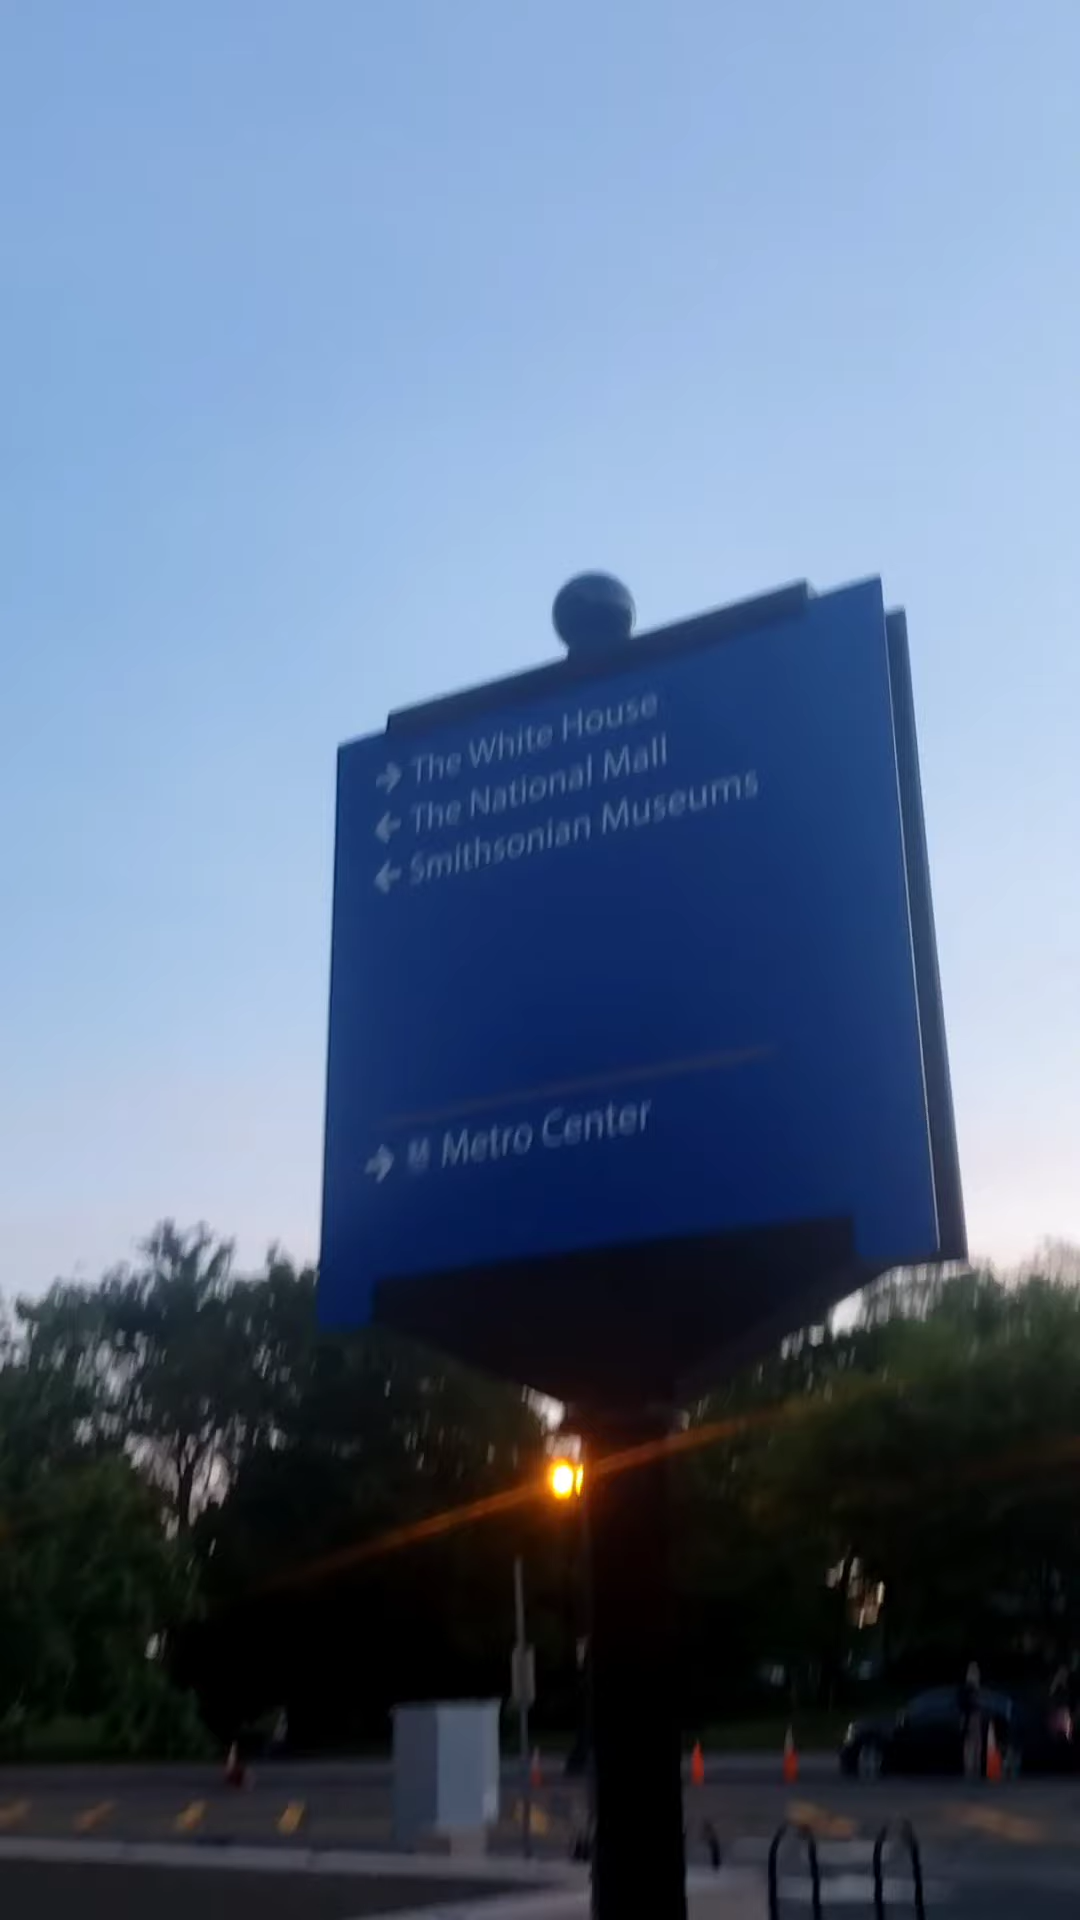 → The White House
← The National Mall
← Smithsonian Museums
→ M Metro Center